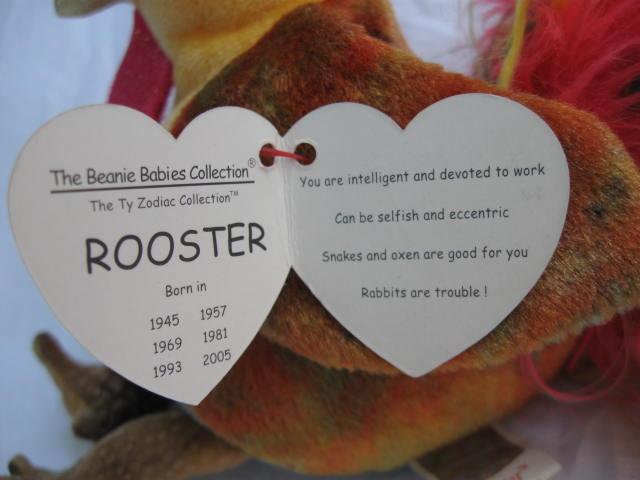 The Beanie Babies Collection®
The Ty Zodiac Collection™
ROOSTER
Born in
1945 1957
1969 1981
1993 2005
You are intelligent and devoted to work
Can be selfish and eccentric
Snakes and oxen are good for you
Rabbits are trouble !